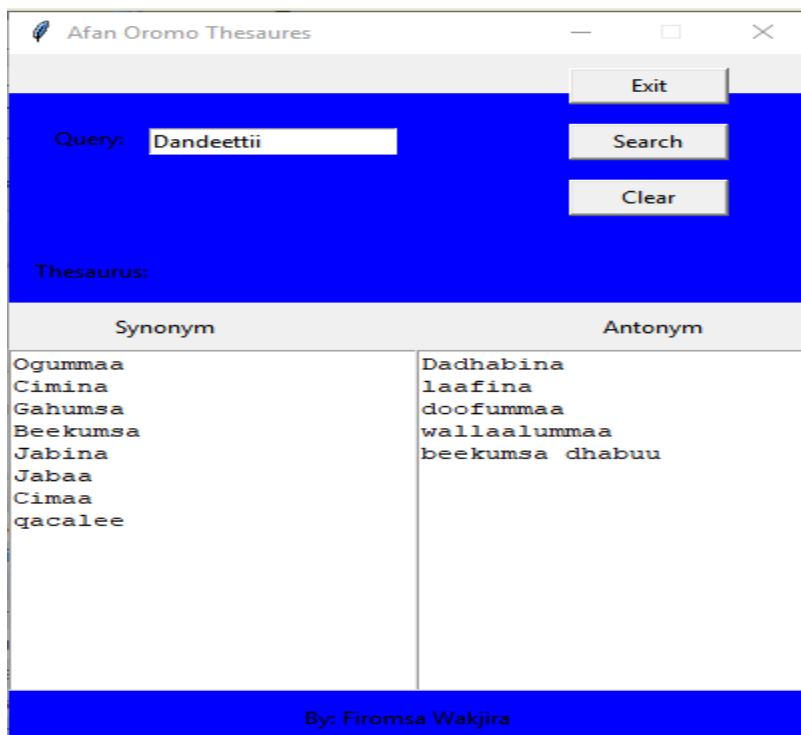 Afan Oromo Thesaures
Exit
Query: Dandeettii
Search
Clear
Thesaurus:
Synonym
Antonym
Ogummaa
Cimina
Gahumsa
Beekumsa
Jabina
Jabaa
Cimaa
qacalee
Dadhabina
laafina
doofummaa
wallaalummaa
beekumsa dhabuu
By: Firomsa Wakjira